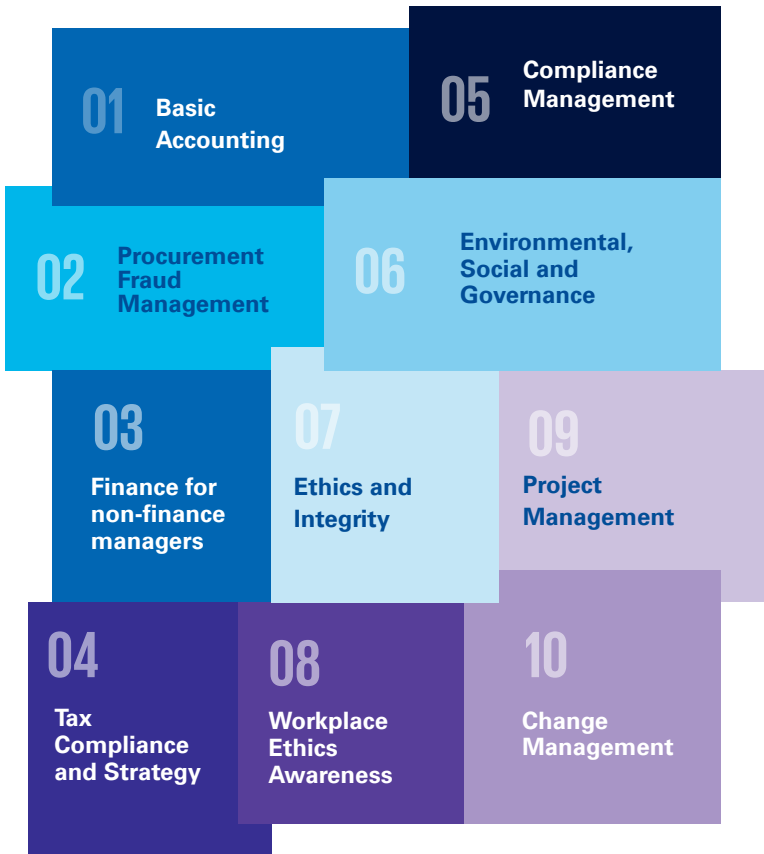 01
Basic
Accounting
02
Procurement
Fraud
Management
03
Finance for
non-finance
managers
04
Tax
Compliance
and Strategy
05
Compliance
Management
06
Environmental,
Social and
Governance
07
Ethics and
Integrity
08
Workplace
Ethics
Awareness
09
Project
Management
10
Change
Management